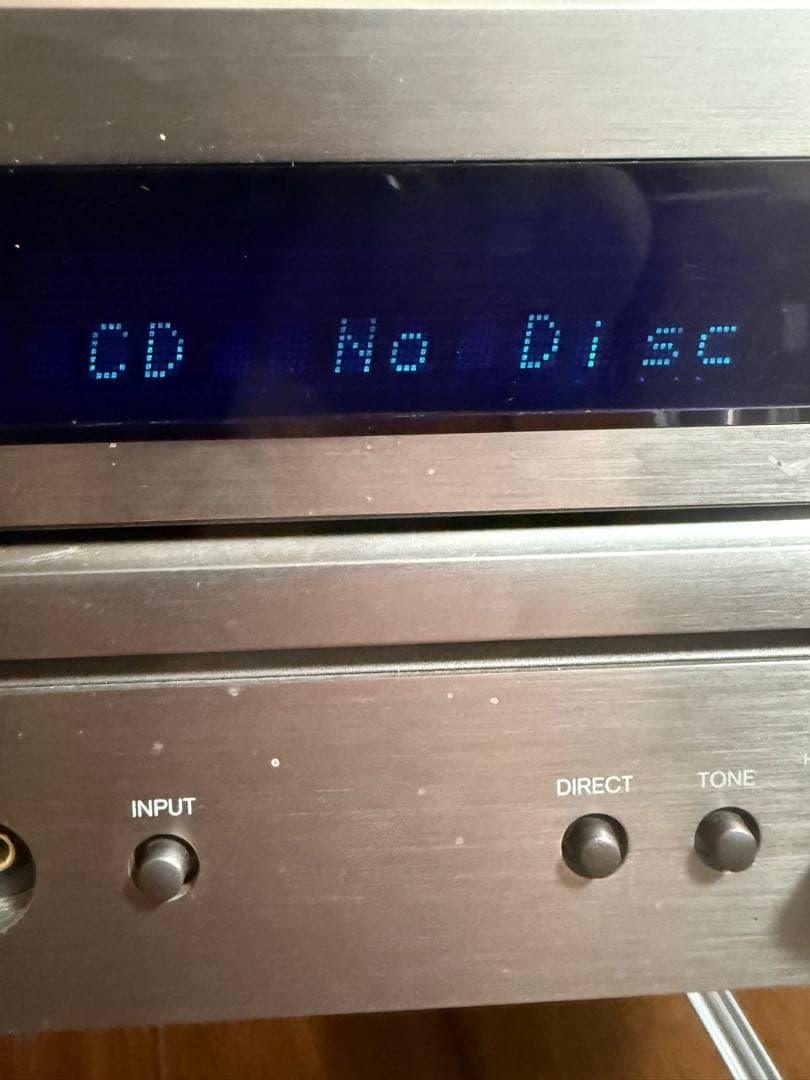 CD No Disc
INPUT
DIRECT
TONE